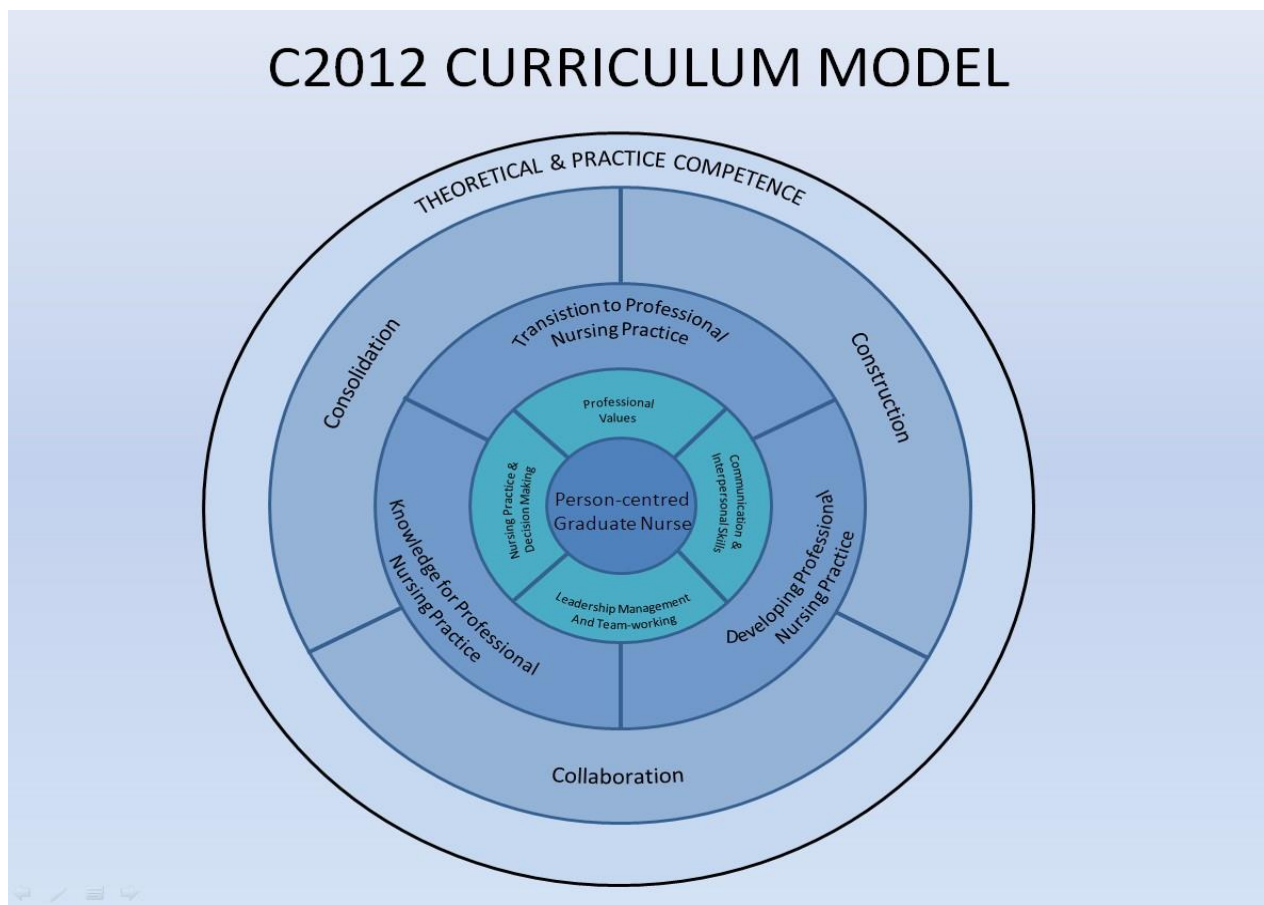 C2012 CURRICULUM MODEL
THEORETICAL & PRACTICE COMPETENCE
Consolidation
Construction
Collaboration
Transistion to Professional
Nursing Practice
Knowledge for Professional
Nursing Practice
Developing Professional
Nursing Practice
Professional
Values
Nursing Practice &
Decision Making
Communication &
Interpersonal Skills
Leadership Management
And Team-working
Person-centred
Graduate Nurse